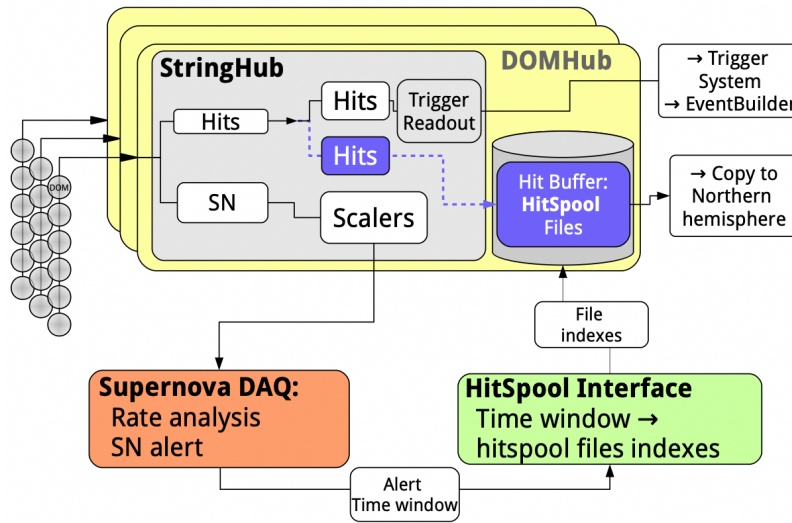 StringHub
DOMHub
Hits
Hits
Trigger
Readout
→ Trigger
System
→ EventBuilder
DOM
Hits
SN
Scalers
Hit Buffer:
HitSpool
Files
→ Copy to
Northern
hemisphere
File
indexes
Supernova DAQ:
Rate analysis
SN alert
HitSpool Interface
Time window →
hitspool files indexes
Alert
Time window